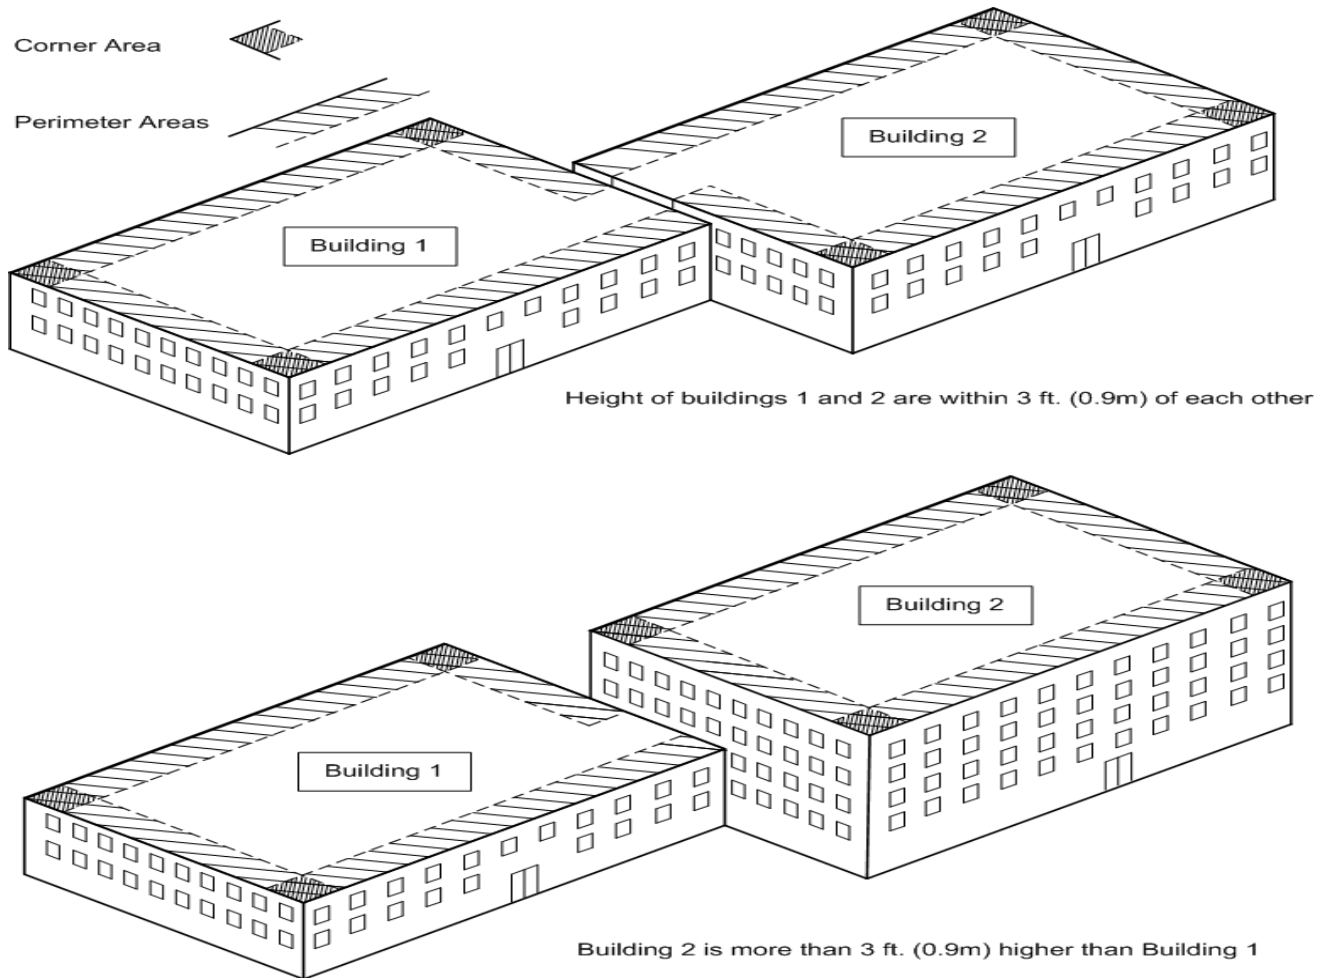 Corner Area
Perimeter Areas
Building 2
Building 1
Height of buildings 1 and 2 are within 3 ft. (0.9m) of each other
Building 2
Building 1
Building 2 is more than 3 ft. (0.9m) higher than Building 1